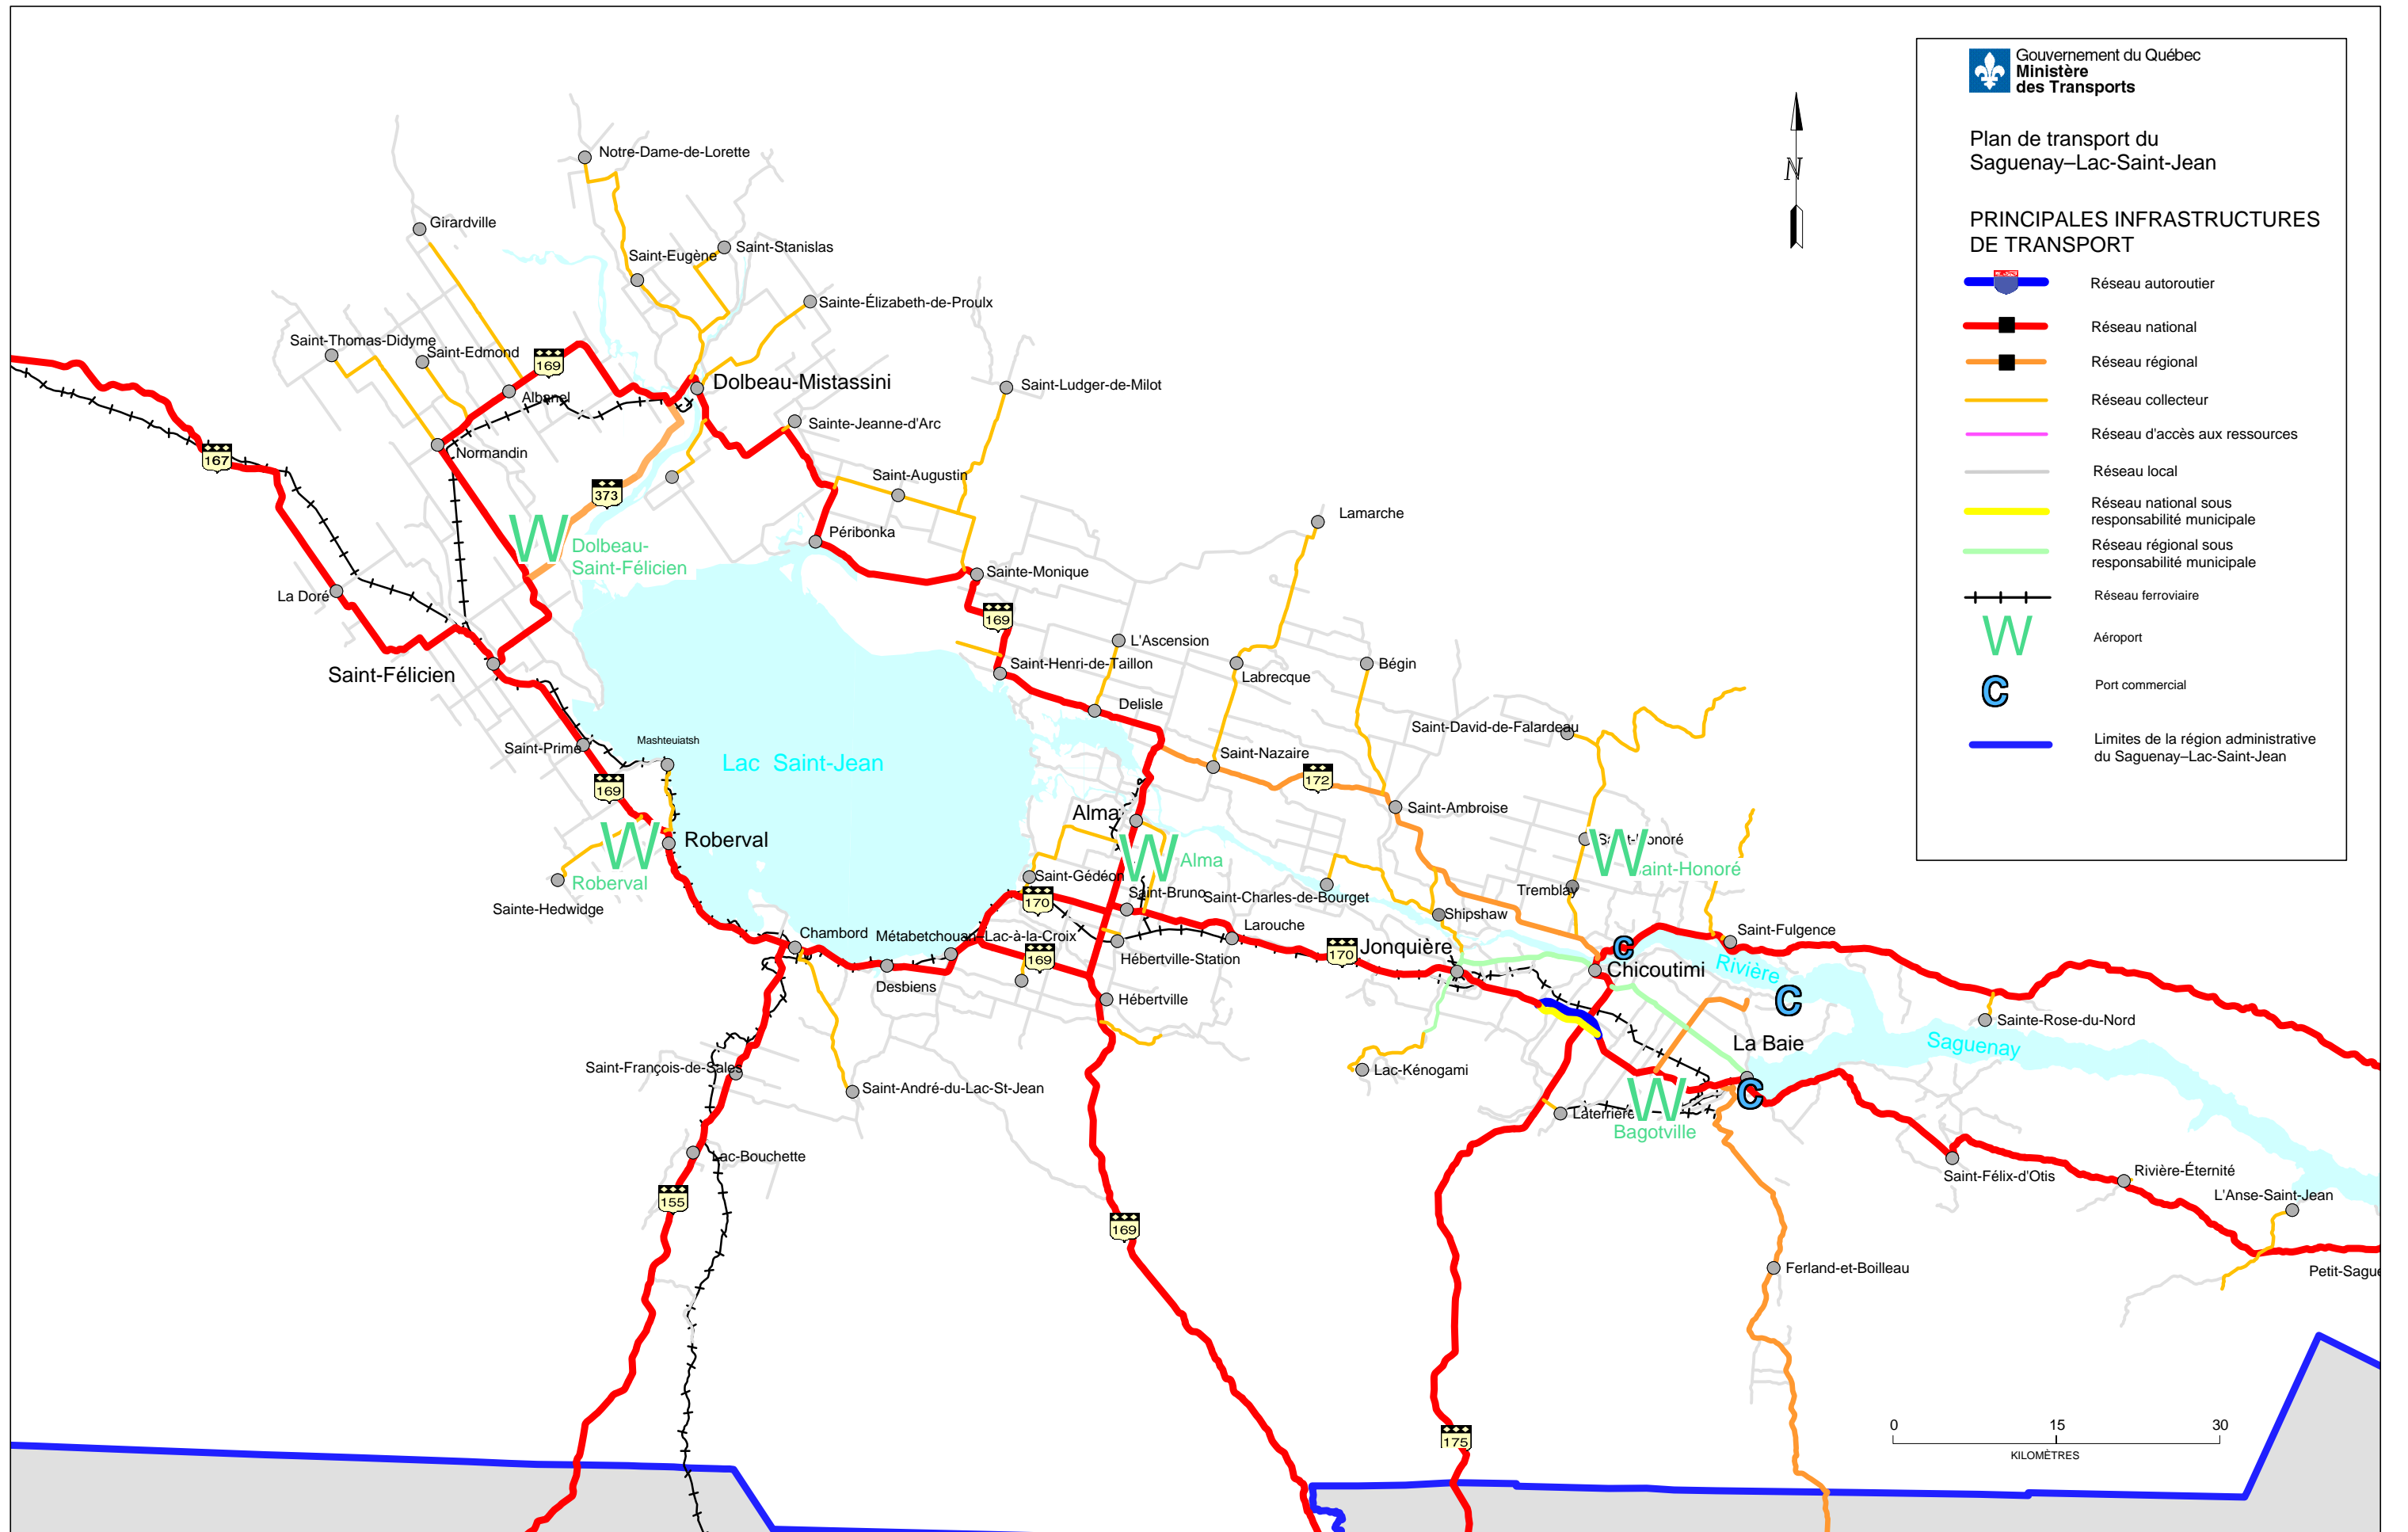 Gouvernement du Québec
Ministère
des Transports
Plan de transport du
Saguenay–Lac-Saint-Jean
PRINCIPALES INFRASTRUCTURES
DE TRANSPORT
Réseau autoroutier
Réseau national
Réseau régional
Réseau collecteur
Réseau d'accès aux ressources
Réseau local
Réseau national sous
responsabilité municipale
Réseau régional sous
responsabilité municipale
Réseau ferroviaire
W
Aéroport
C
Port commercial
Limites de la région administrative
du Saguenay–Lac-Saint-Jean
N
Notre-Dame-de-Lorette
Girardville
Saint-Stanislas
Saint-Eugène
Sainte-Élizabeth-de-Proulx
Saint-Thomas-Didyme
Saint-Edmond
169
Dolbeau-Mistassini
Saint-Ludger-de-Milot
Albanel
Sainte-Jeanne-d'Arc
Normandin
167
Saint-Augustin
373
Lamarche
W
Dolbeau-
Saint-Félicien
Péribonka
Sainte-Monique
La Doré
169
L'Ascension
Saint-Henri-de-Taillon
Bégin
Labrecque
Saint-Félicien
Delisle
Saint-David-de-Falardeau
Saint-Prime
Mashteuiatsh
Saint-Nazaire
Lac Saint-Jean
172
169
Saint-Ambroise
Alma
Roberval
W
W
Alma
Saint-Honoré
W
Saint-Honoré
Roberval
Saint-Gédéon
Tremblay
Saint-Bruno
Saint-Charles-de-Bourget
170
Sainte-Hedwidge
Shipshaw
Larouche
Saint-Fulgence
Chambord
Métabetchouan-Lac-à-la-Croix
Jonquière
170
C
169
Hébertville-Station
Chicoutimi
Rivière
Desbiens
Hébertville
C
Sainte-Rose-du-Nord
La Baie
Saguenay
Saint-François-de-Sales
Lac-Kénogami
Saint-André-du-Lac-St-Jean
C
W
Laterrière
Bagotville
Lac-Bouchette
Saint-Félix-d'Otis
Rivière-Éternité
L'Anse-Saint-Jean
155
169
Ferland-et-Boilleau
Petit-Sague
175
0 15 30
KILOMÈTRES